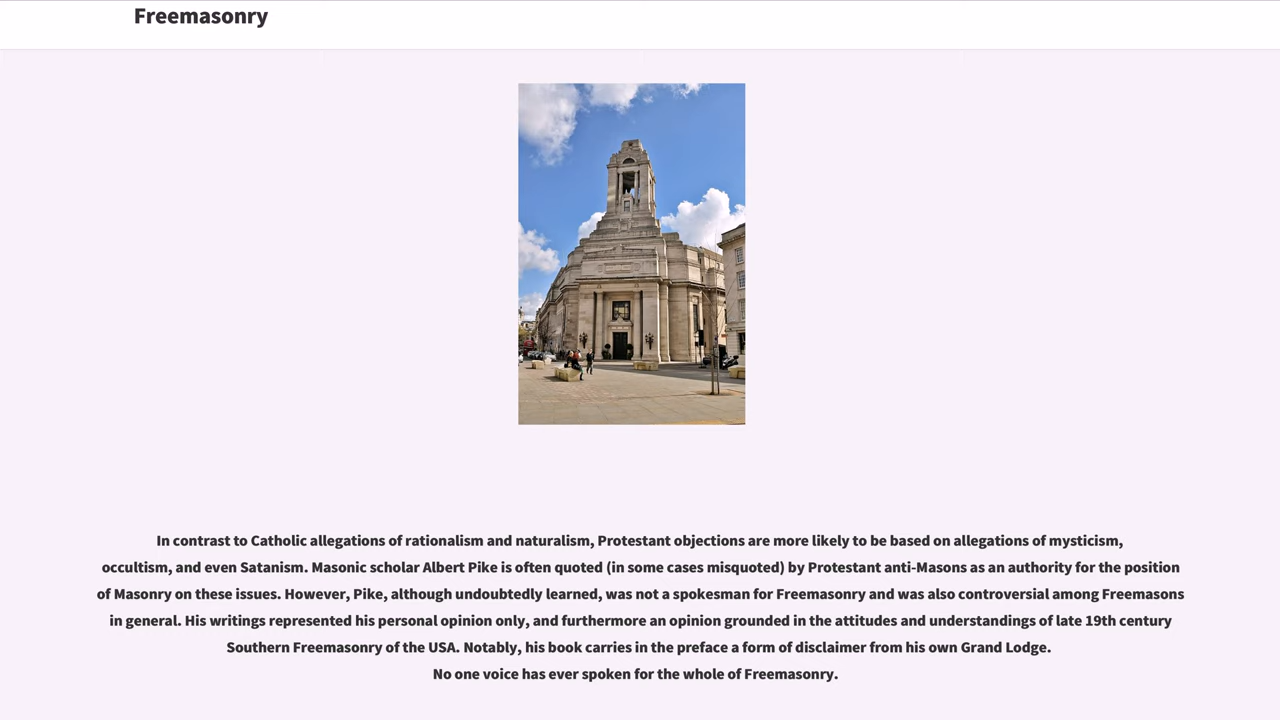 Freemasonry
In contrast to Catholic allegations of rationalism and naturalism, Protestant objections are more likely to be based on allegations of mysticism,
occultism, and even Satanism. Masonic scholar Albert Pike is often quoted (in some cases misquoted) by Protestant anti-Masons as an authority for the position
of Masonry on these issues. However, Pike, although undoubtedly learned, was not a spokesman for Freemasonry and was also controversial among Freemasons
in general. His writings represented his personal opinion only, and furthermore an opinion grounded in the attitudes and understandings of late 19th century
Southern Freemasonry of the USA. Notably, his book carries in the preface a form of disclaimer from his own Grand Lodge.
No one voice has ever spoken for the whole of Freemasonry.